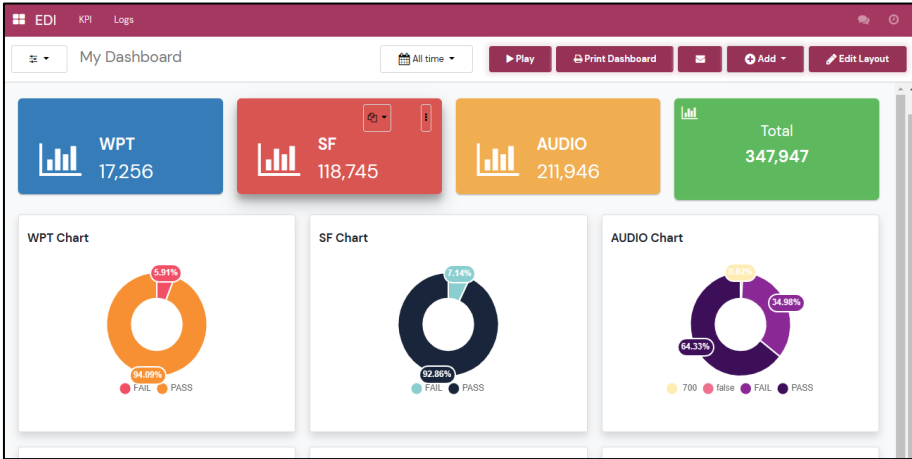 EDI KPI Logs
My Dashboard
All time
Play
Print Dashboard
Add
Edit Layout
WPT
17,256
SF
118,745
AUDIO
211,946
Total
347,947
WPT Chart
5.91%
94.09%
FAIL PASS
SF Chart
7.14%
92.86%
FAIL PASS
AUDIO Chart
34.98%
64.33%
700 false FAIL PASS